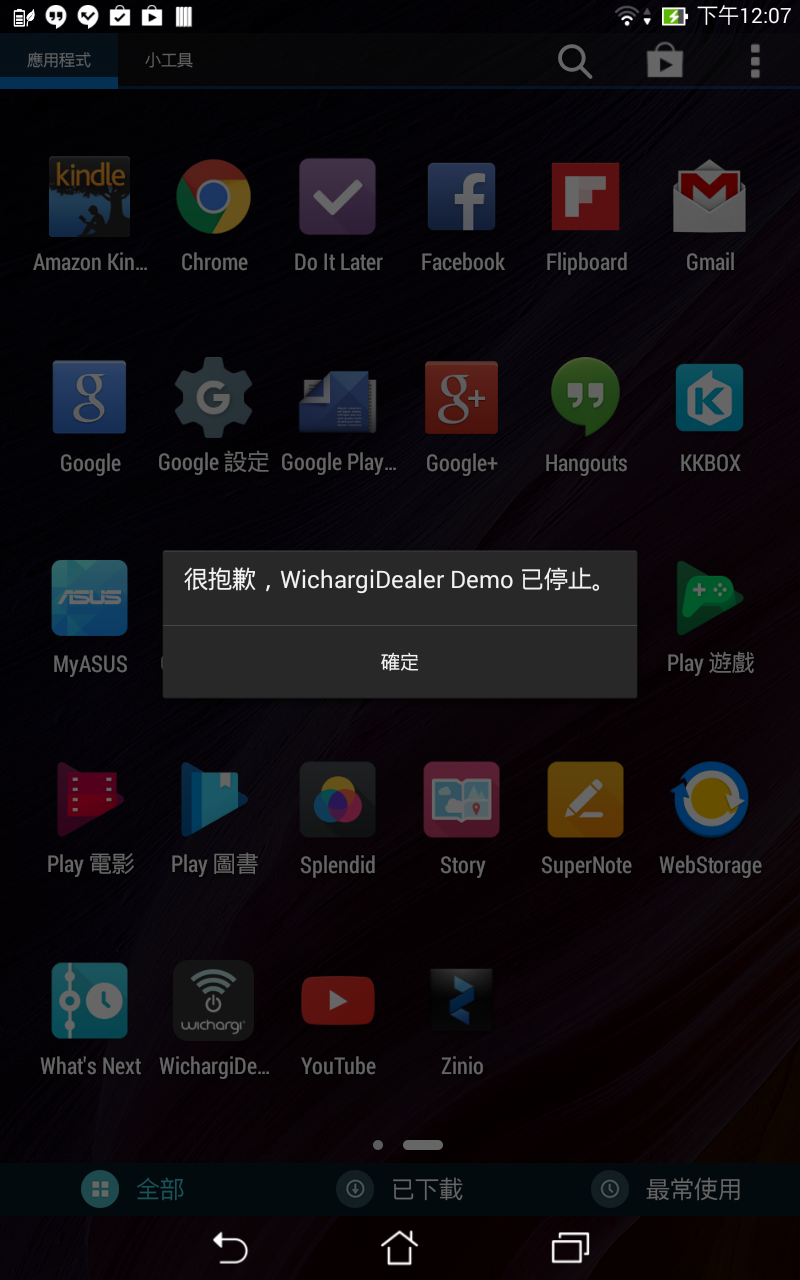 下午12:07
應用程式
小工具
kindle
Amazon Kin...
Chrome
Do It Later
Facebook
Flipboard
Gmail
Google
Google 設定
Google Play...
Google+
Hangouts
KKBOX
很抱歉，WichargiDealer Demo 已停止。
確定
ASUS
MyASUS
Play 遊戲
Play 電影
Play 圖書
Splendid
Story
SuperNote
WebStorage
wichargi
What's Next
WichargiDe...
YouTube
Zinio
全部
已下載
最常使用